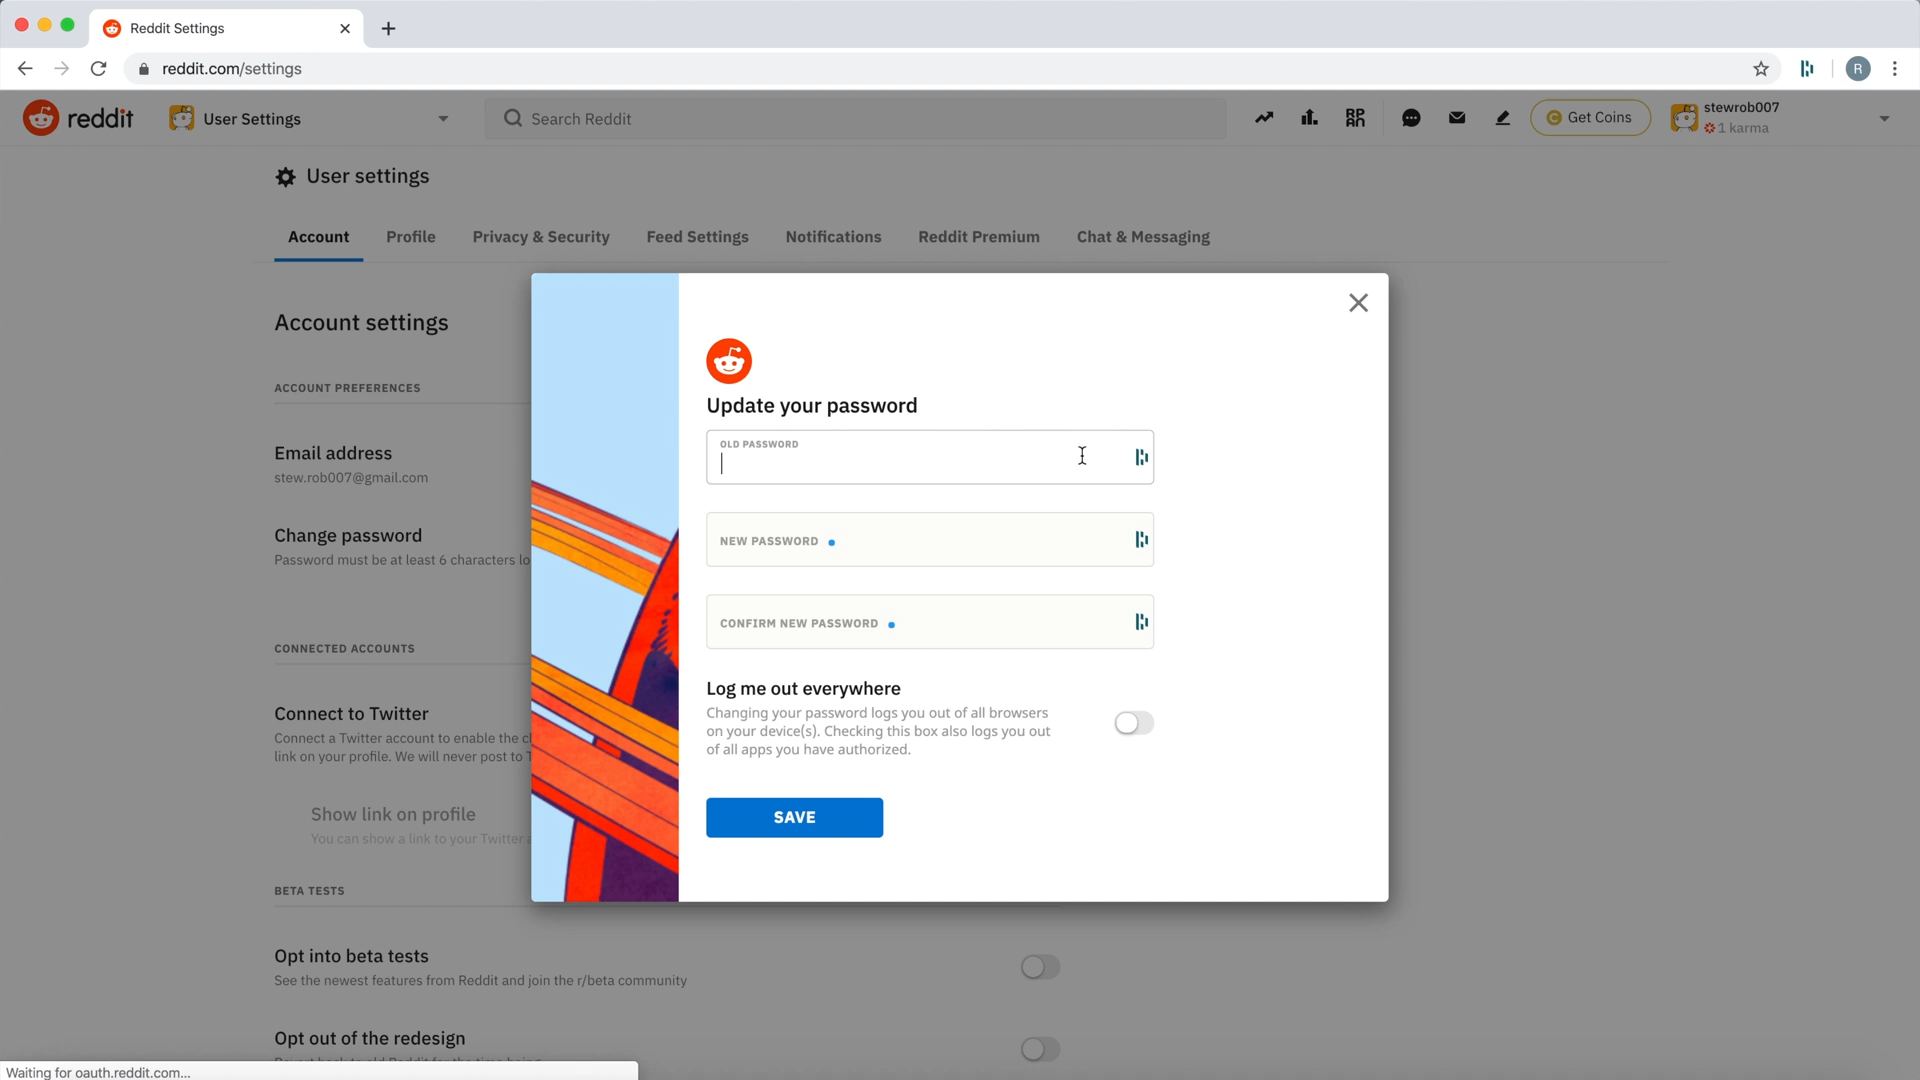 Reddit Settings
reddit.com/settings
R
reddit
User Settings
Search Reddit
Get Coins
stewrob007
1 karma
User settings
Account
Profile
Privacy & Security
Feed Settings
Notifications
Reddit Premium
Chat & Messaging
Account settings
ACCOUNT PREFERENCES
Email address
stew.rob007@gmail.com
Change password
Password must be at least 6 characters lo
CONNECTED ACCOUNTS
Connect to Twitter
Connect a Twitter account to enable the
link on your profile. We will never post to
Show link on profile
You can show a link to your Twitter
BETA TESTS
Opt into beta tests
See the newest features from Reddit and join the r/beta community
Opt out of the redesign
Waiting for oauth.reddit.com...
Update your password
OLD PASSWORD
NEW PASSWORD
CONFIRM NEW PASSWORD
Log me out everywhere
Changing your password logs you out of all browsers
on your device(s). Checking this box also logs you out
of all apps you have authorized.
SAVE